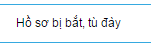 Hồ sơ bị bắt, tù đày